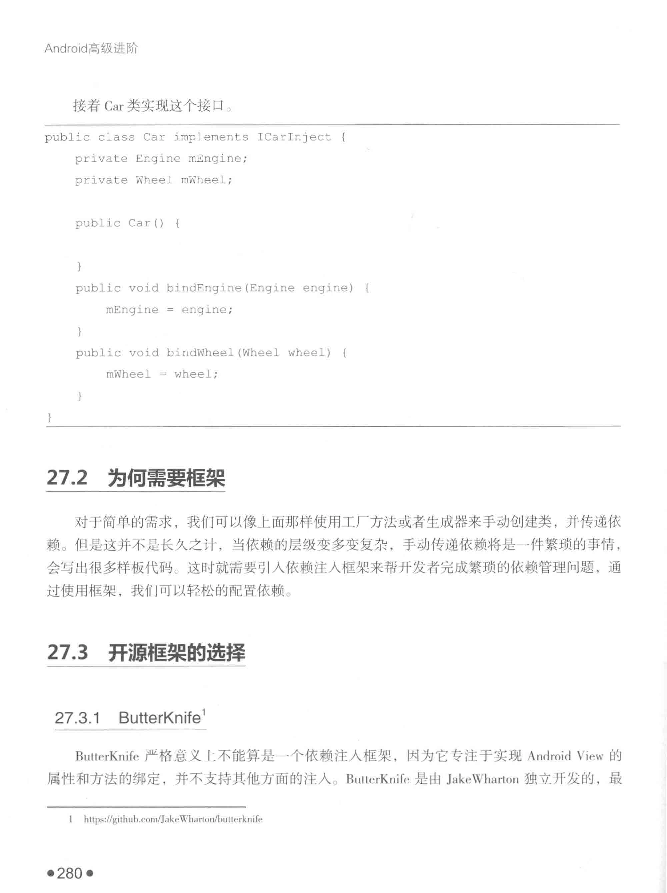 Android高级进阶
接着 Car 类实现这个接口。
public class Car implements ICarInject {
    private Engine mEngine;
    private Wheel mWheel;
    public Car() {
    }
    public void bindEngine(Engine engine) {
        mEngine = engine;
    }
    public void bindWheel(Wheel wheel) {
        mWheel = wheel;
    }
}
27.2 为何需要框架
对于简单的需求，我们可以像上面那样使用工厂方法或者生成器来手动创建类，并传递依
赖。但是这并不是长久之计，当依赖的层级变多变复杂，手动传递依赖将是一件繁琐的事情，
会写出很多样板代码。这时就需要引入依赖注入框架来帮开发者完成繁琐的依赖管理问题，通
过使用框架，我们可以轻松的配置依赖。
27.3 开源框架的选择
27.3.1 ButterKnife1
ButterKnife 严格意义上不能算是一个依赖注入框架，因为它专注于实现 Android View 的
属性和方法的绑定，并不支持其他方面的注入。ButterKnife 是由 JakeWharton 独立开发的，最
1 https://github.com/JakeWharton/butterknife
●280●